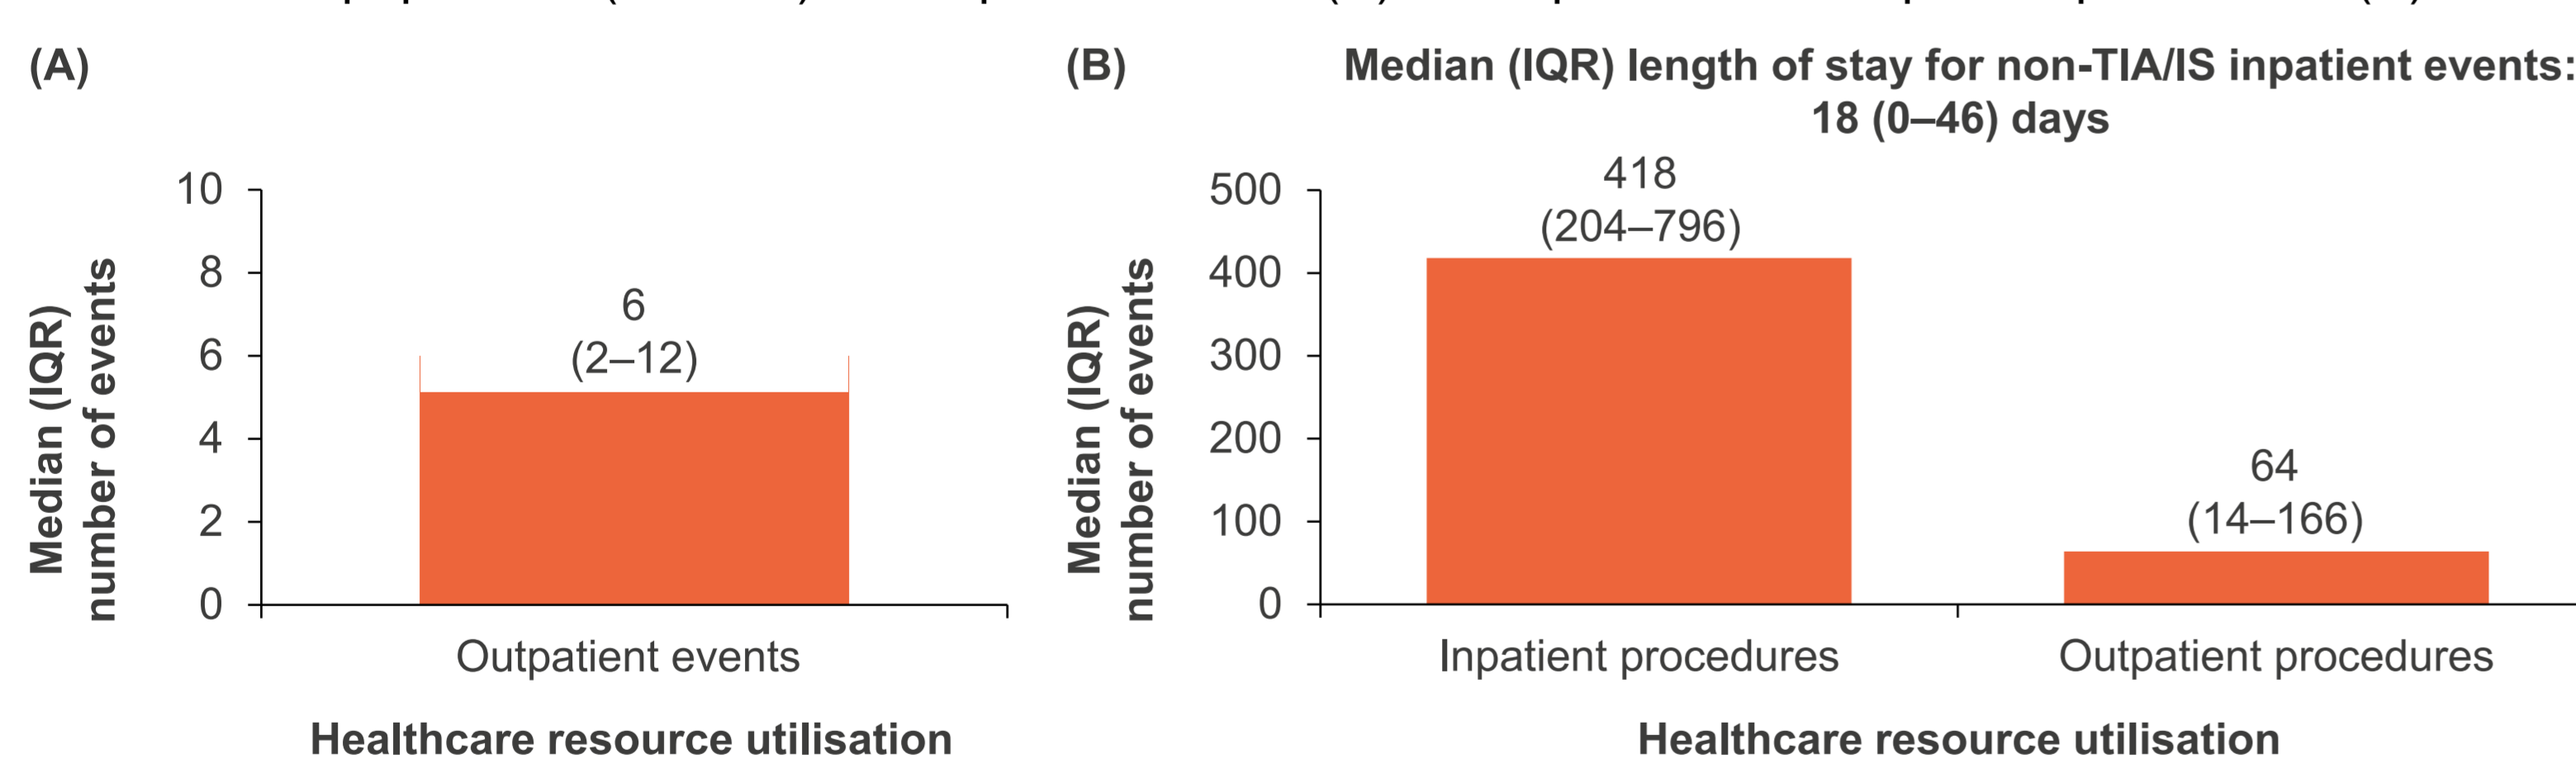 (A)
Median (IQR)
number of events
10
8
6
4
2
0
6
(2–12)
Outpatient events
Healthcare resource utilisation
(B)
Median (IQR) length of stay for non-TIA/IS inpatient events:
18 (0–46) days
Median (IQR)
number of events
500
400
300
200
100
0
418
(204–796)
64
(14–166)
Inpatient procedures
Outpatient procedures
Healthcare resource utilisation